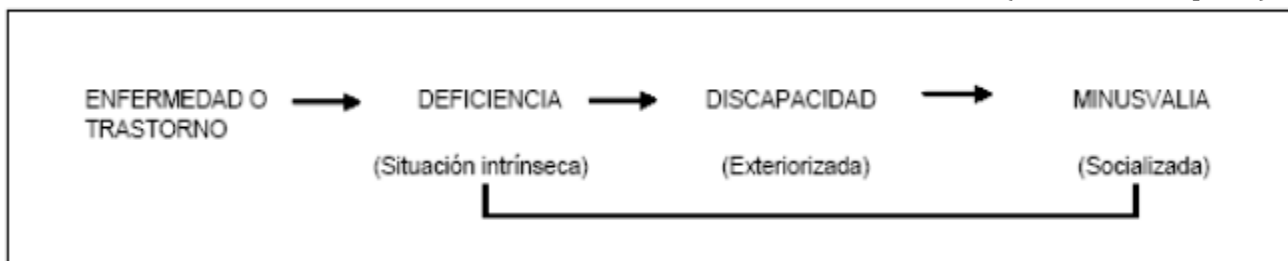 ENFERMEDAD O TRASTORNO
DEFICIENCIA
(Situación intrínseca)
DISCAPACIDAD
(Exteriorizada)
MINUSVALIA
(Socializada)